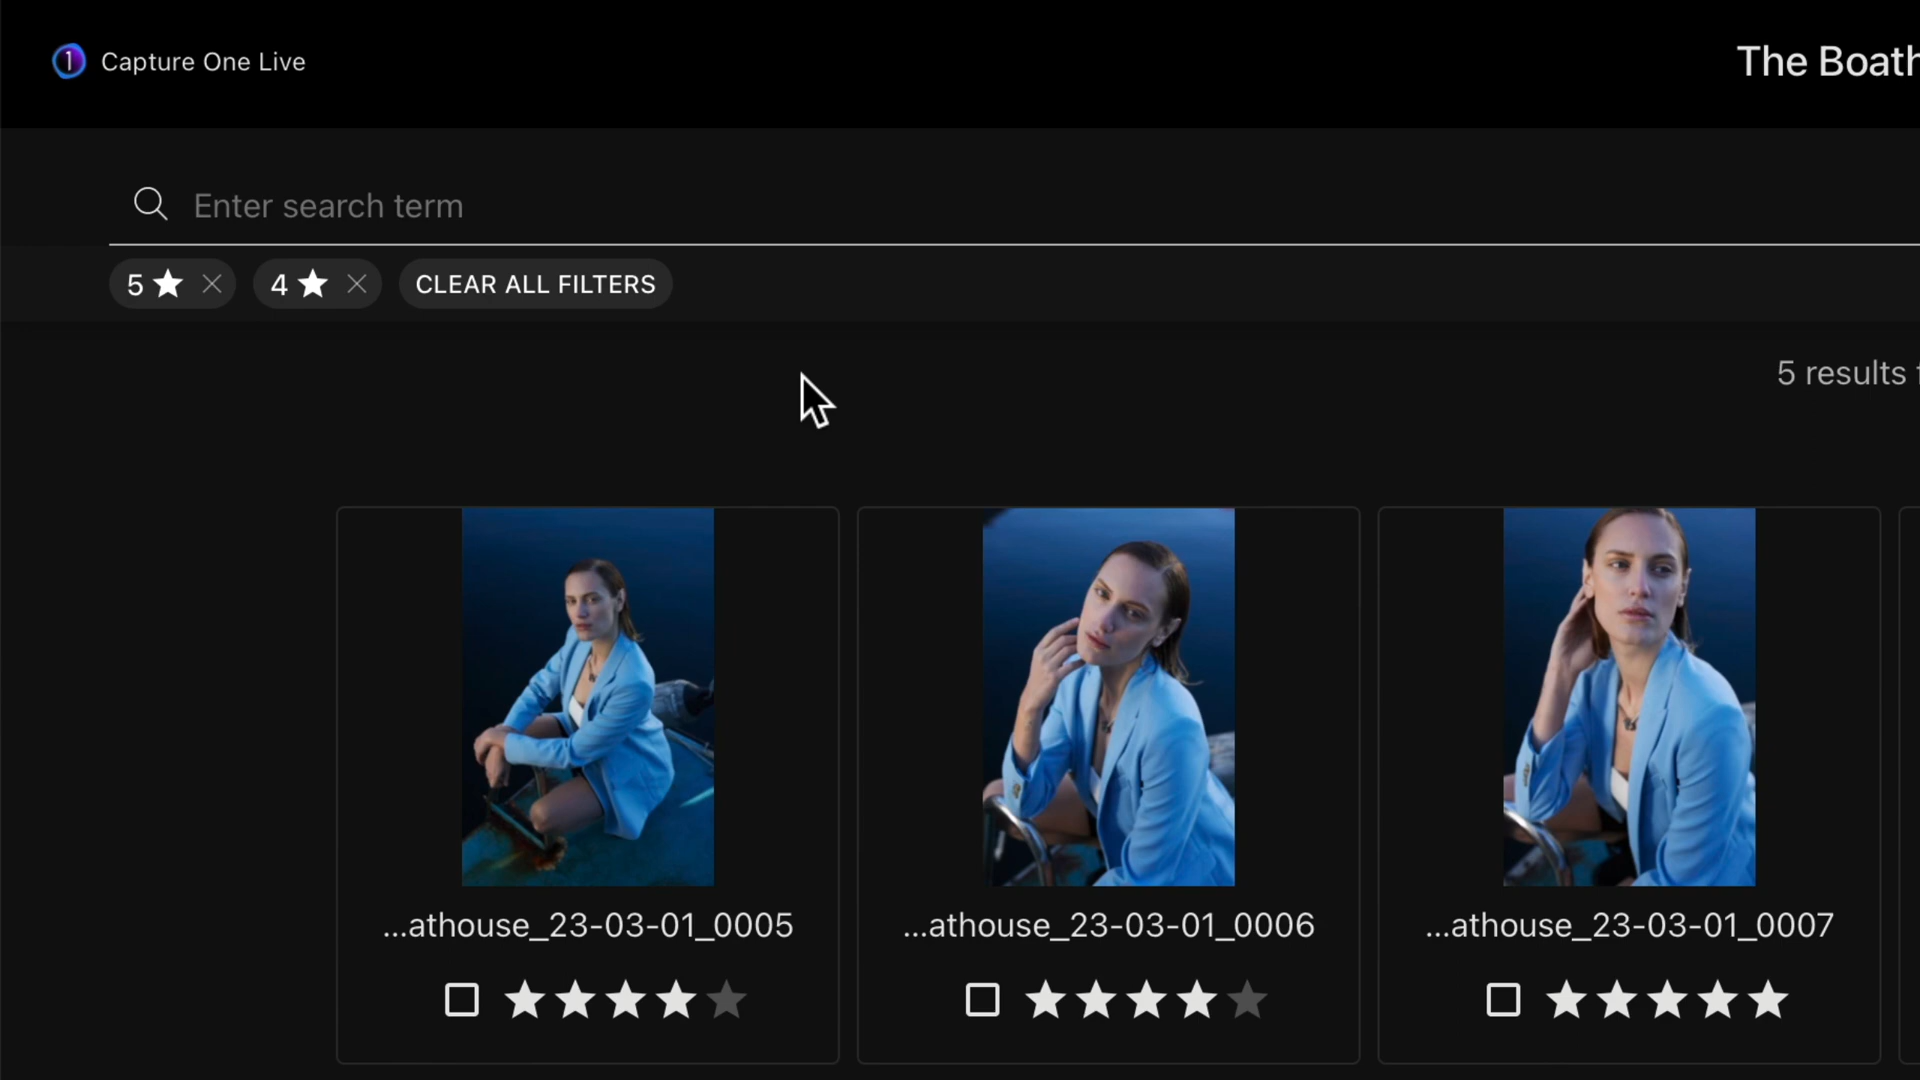 1 Capture One Live
The Boath
Enter search term
5 ★ × 4 ★ × CLEAR ALL FILTERS
5 results
...athouse_23-03-01_0005
...athouse_23-03-01_0006
...athouse_23-03-01_0007